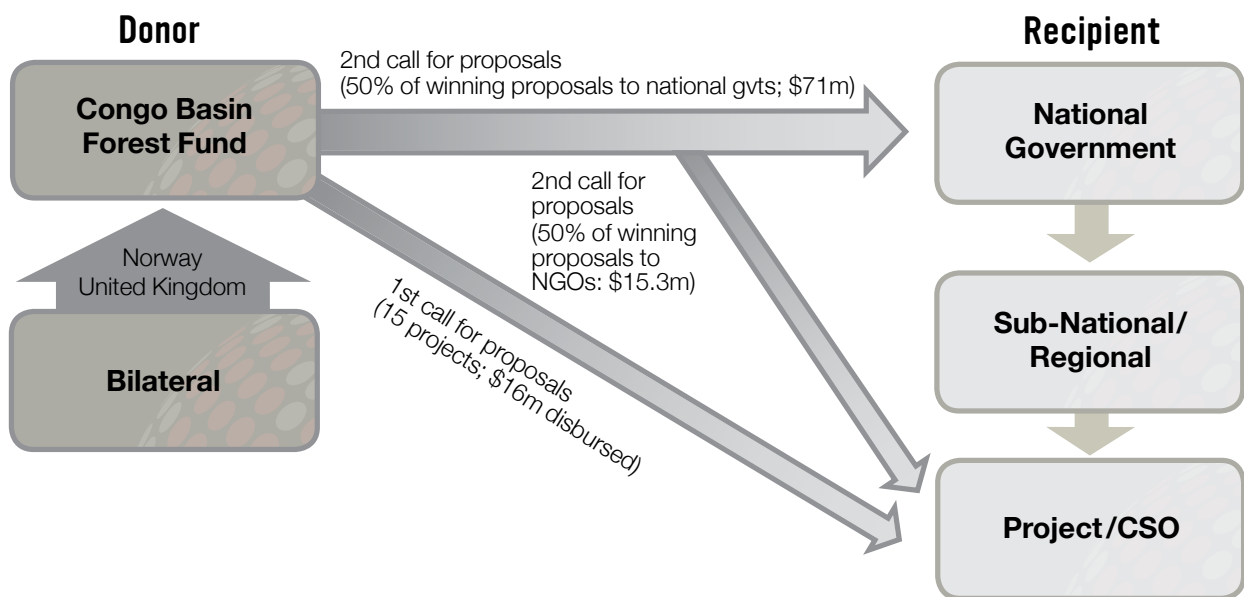 Donor
Recipient
Congo Basin
Forest Fund
2nd call for proposals
(50% of winning proposals to national gvts; $71m)
National
Government
2nd call for
proposals
(50% of winning
proposals to
NGOs: $15.3m)
Norway
United Kingdom
1st call for proposals
(15 projects; $16m disbursed)
Sub-National/
Regional
Bilateral
Project/CSO